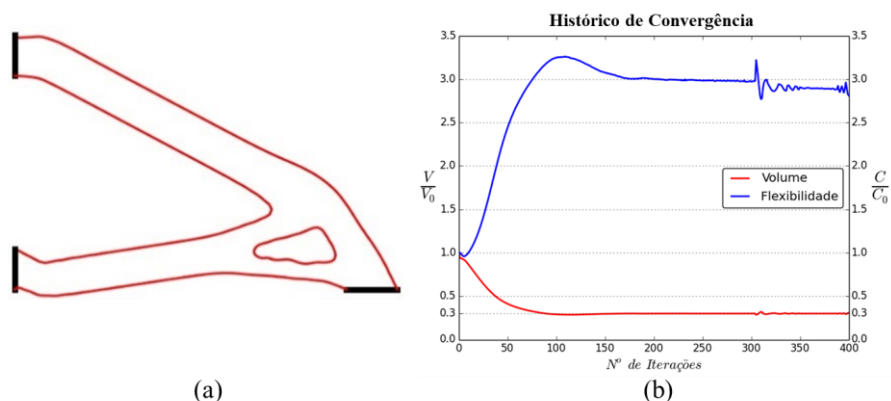 Histórico de Convergência
3.5 3.5
3.0 3.0
2.5 2.5
2.0 2.0
V/V₀ 1.5 1.5 C/C₀
1.0 1.0
0.5 0.5
0.3 0.3
0.0 0.0
Volume
Flexibilidade
0 50 100 150 200 250 300 350 400
Nº de Iterações
(a) (b)